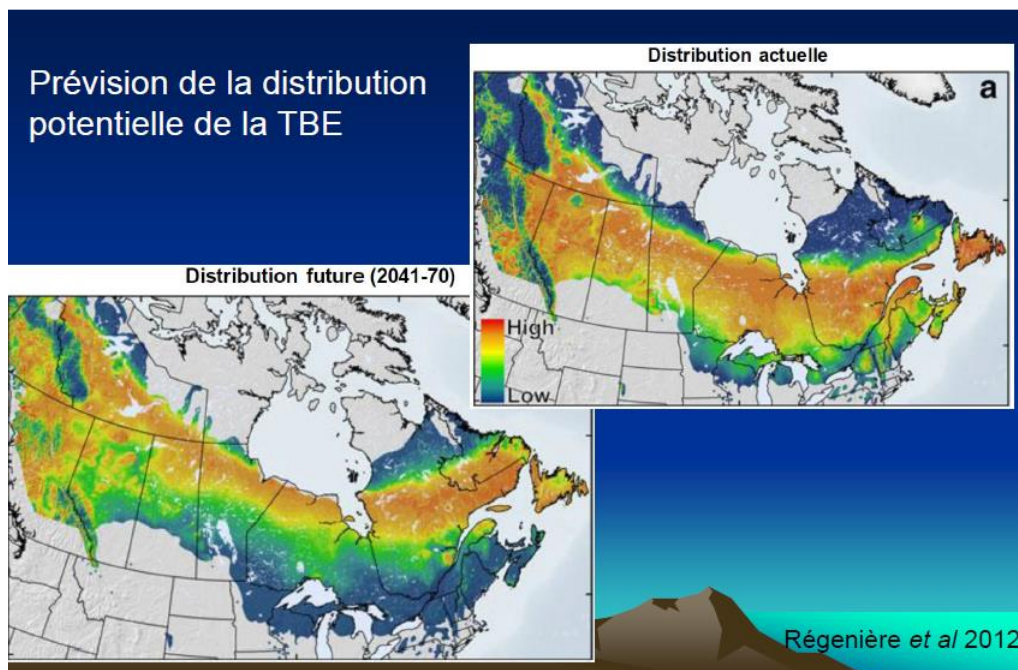 Prévision de la distribution
potentielle de la TBE
Distribution actuelle
a
High
Low
Distribution future (2041-70)
Régenière et al 2012